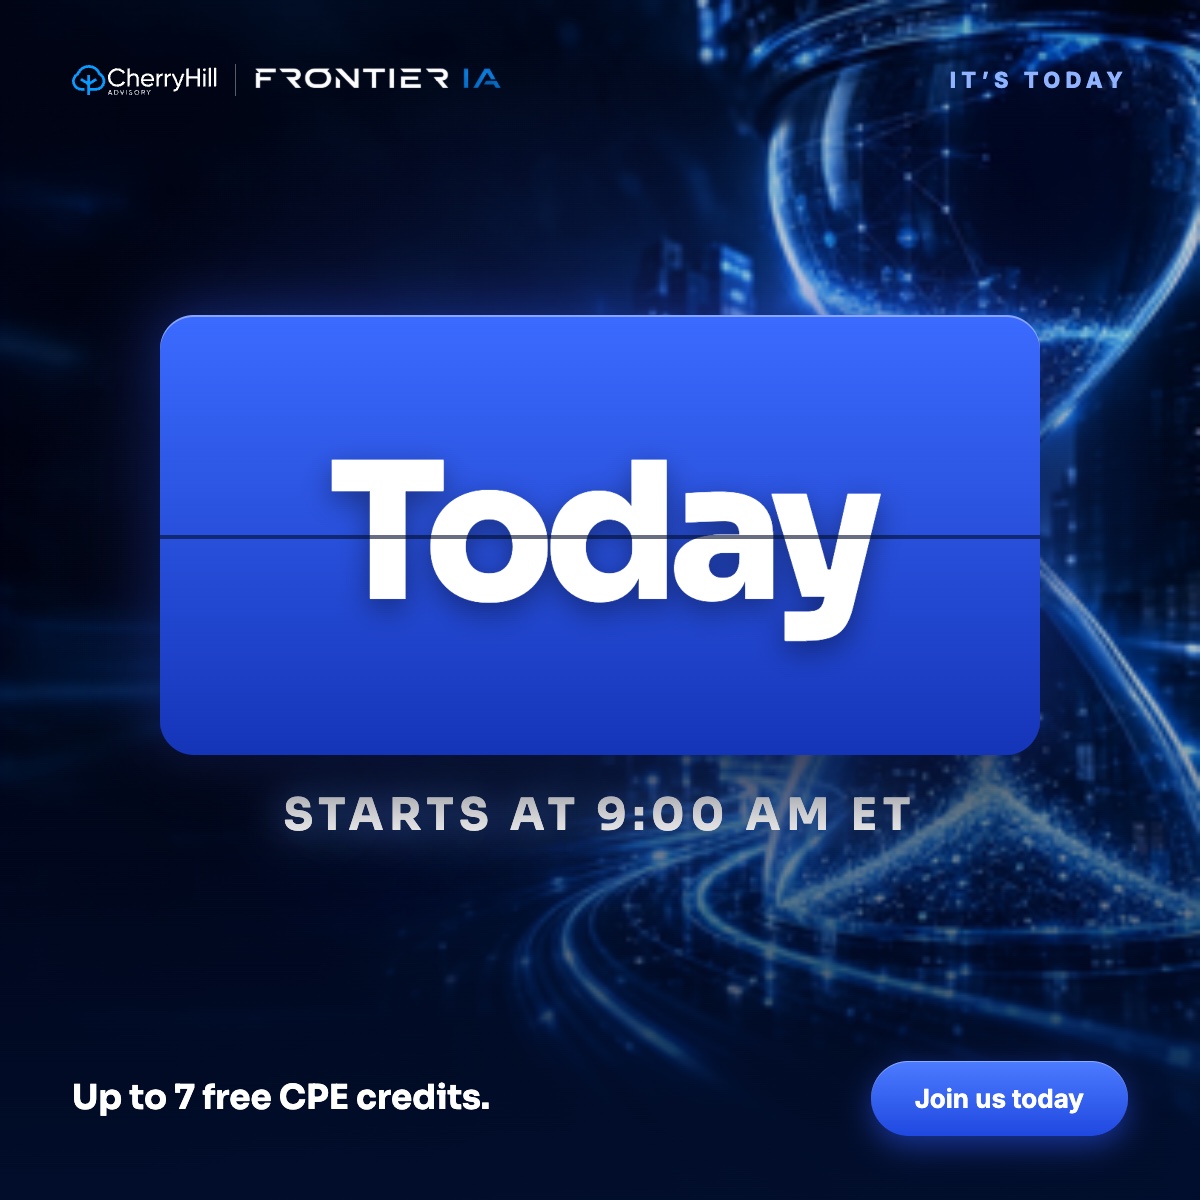 CherryHill
ADVISORY
FRONTIER IA
IT'S TODAY
Today
STARTS AT 9:00 AM ET
Up to 7 free CPE credits.
Join us today